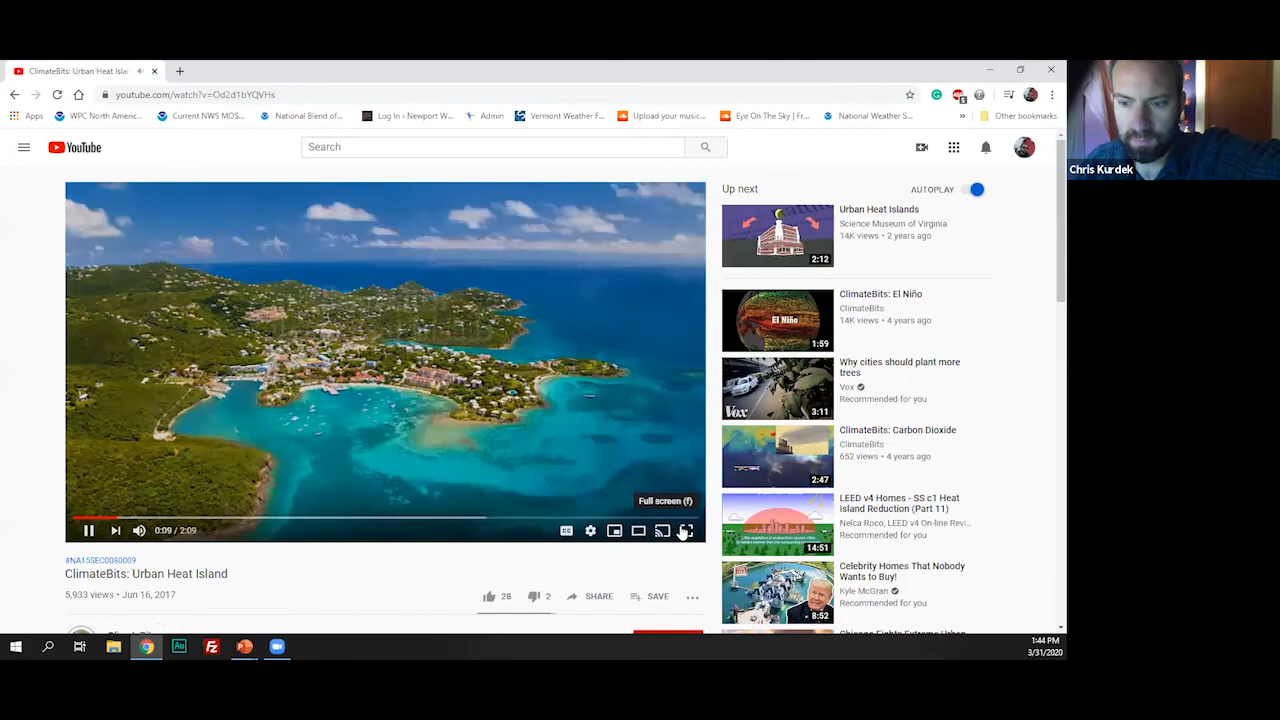 ClimateBits: Urban Heat Isla
youtube.com/watch?v=Od2d1bYQVHs
Apps
WPC North Americ...
Current NWS MOS...
National Blend of...
Log In ‹ Newport W...
Admin
Vermont Weather F...
Upload your music...
Eye On The Sky | Fr...
National Weather S...
»
Other bookmarks
Chris Kurdek
YouTube
Search
Up next
AUTOPLAY
Urban Heat Islands
Science Museum of Virginia
14K views • 2 years ago
2:12
ClimateBits: El Niño
ClimateBits
14K views • 4 years ago
El Niño
1:59
Why cities should plant more
trees
Vox
Recommended for you
Vox
3:11
ClimateBits: Carbon Dioxide
ClimateBits
652 views • 4 years ago
2:47
LEED v4 Homes - SS c1 Heat
Island Reduction (Part 11)
Nelca Roco, LEED v4 On-line Revi...
Recommended for you
14:51
Celebrity Homes That Nobody
Wants to Buy!
Kyle McGran
Recommended for you
8:52
Full screen (f)
0:09 / 2:09
CC
#NA15SEC0080009
ClimateBits: Urban Heat Island
5,933 views • Jun 16, 2017
28
2
SHARE
SAVE
Au
1:44 PM
3/31/2020